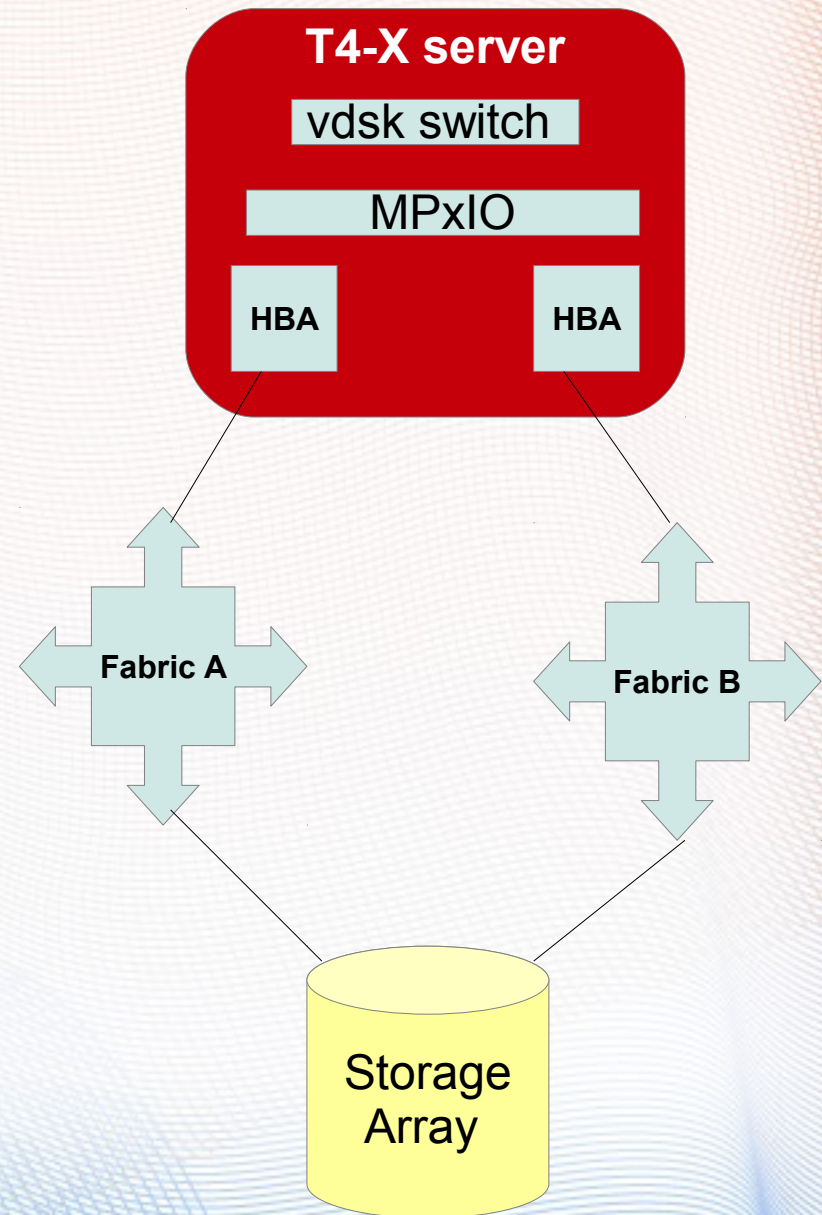 T4-X server
vdsk switch
MPxIO
HBA
HBA
Fabric A
Fabric B
Storage
Array